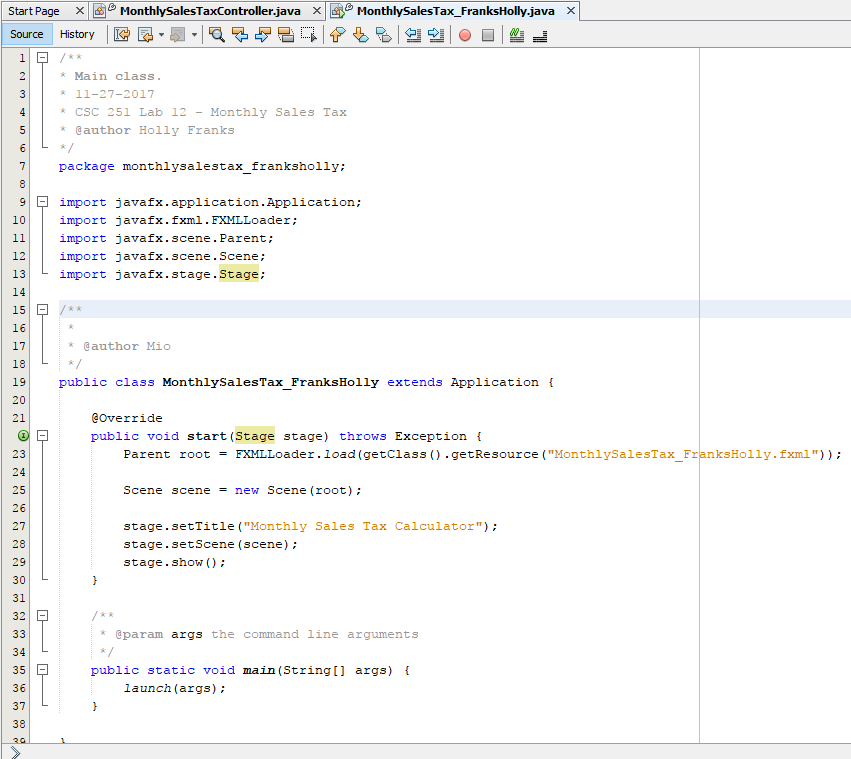 Start Page MonthlySalesTaxController.java MonthlySalesTax_FranksHolly.java
Source History
1 /**
2 * Main class.
3 * 11-27-2017
4 * CSC 251 Lab 12 - Monthly Sales Tax
5 * @author Holly Franks
6 */
7 package monthlysalestax_franksholly;
8
9 import javafx.application.Application;
10 import javafx.fxml.FXMLLoader;
11 import javafx.scene.Parent;
12 import javafx.scene.Scene;
13 import javafx.stage.Stage;
14
15 /**
16 *
17 * @author Mio
18 */
19 public class MonthlySalesTax_FranksHolly extends Application {
20
21 @Override
public void start(Stage stage) throws Exception {
23 Parent root = FXMLLoader.load(getClass().getResource("MonthlySalesTax_FranksHolly.fxml"));
24
25 Scene scene = new Scene(root);
26
27 stage.setTitle("Monthly Sales Tax Calculator");
28 stage.setScene(scene);
29 stage.show();
30 }
31
32 /**
33 * @param args the command line arguments
34 */
35 public static void main(String[] args) {
36 launch(args);
37 }
38
39 }